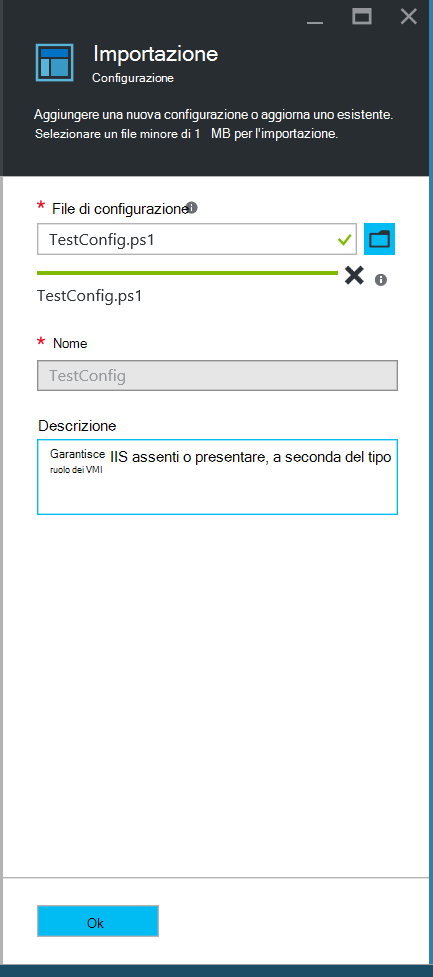 Importazione
Configurazione
Aggiungere una nuova configurazione o aggiorna uno esistente.
Selezionare un file minore di 1 MB per l'importazione.
* File di configurazione
TestConfig.ps1
TestConfig.ps1
* Nome
TestConfig
Descrizione
Garantisce IIS assenti o presentare, a seconda del tipo
ruolo dei VMI
Ok